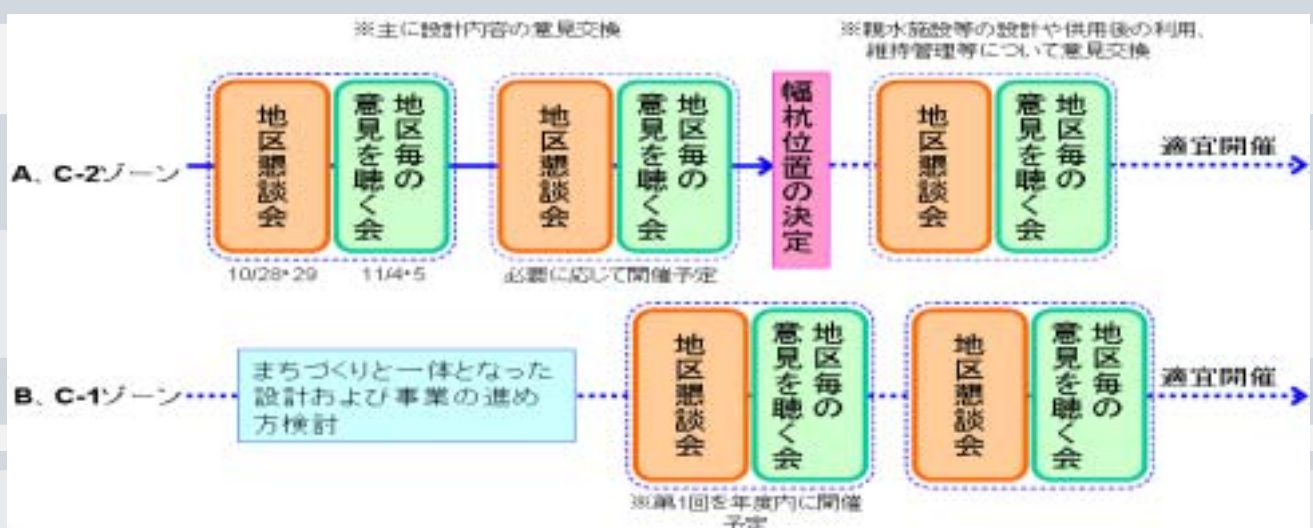 ※主に設計内容の意見交換
※親水施設等の設計や供用後の利用、
維持管理等について意見交換
A、C-2ゾーン
地区懇談会
地区毎の
意見を聴く会
地区懇談会
地区毎の
意見を聴く会
幅杭位置の決定
地区懇談会
地区毎の
意見を聴く会
適宜開催
10/28・29
11/4・5
必要に応じて開催予定
B、C-1ゾーン
まちづくりと一体となった
設計および事業の進め
方検討
地区懇談会
地区毎の
意見を聴く会
地区懇談会
地区毎の
意見を聴く会
適宜開催
※第1回を年度内に開催
予定